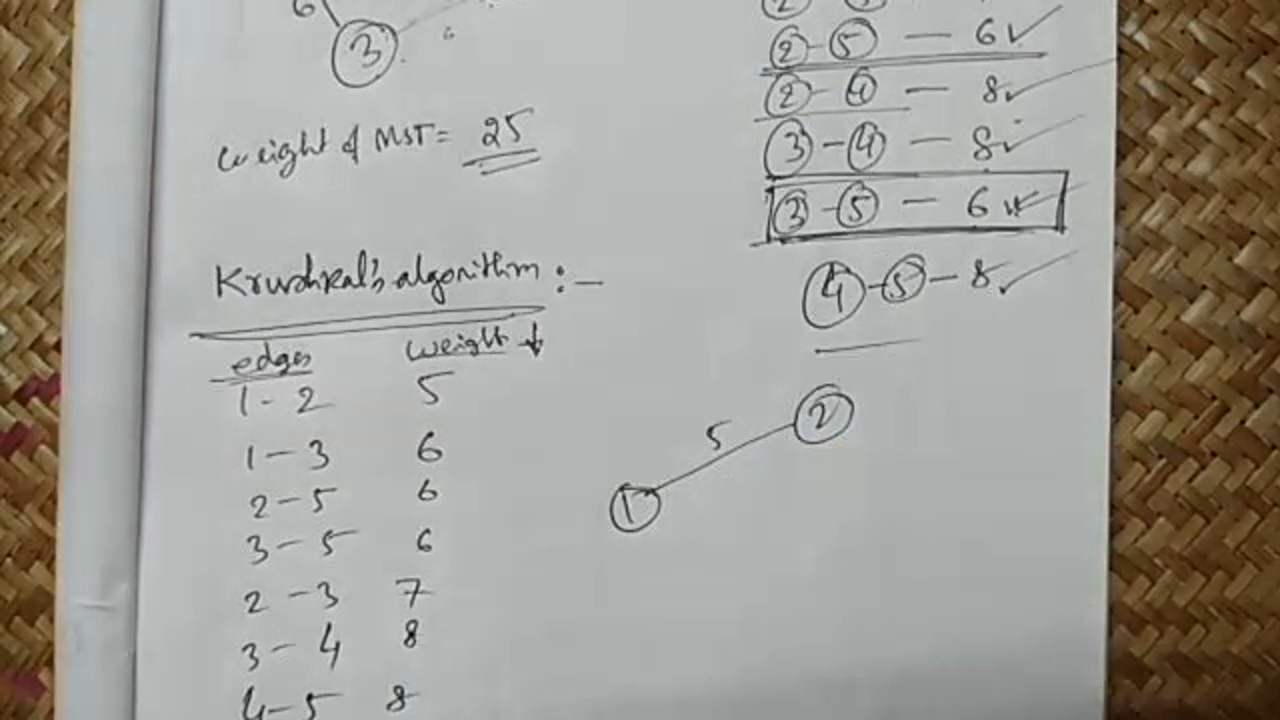 6
3
Weight of MST = 25
2-5 — 6 ✓
2-4 — 8 ✓
3-4 — 8 ✓
3-5 — 6 ✓
4-5 - 8 ✓
Krushkal's algorithm :-
edges weight ↓
1-2 5
1-3 6
2-5 6
3-5 6
2-3 7
3-4 8
4-5 8
1 5 2